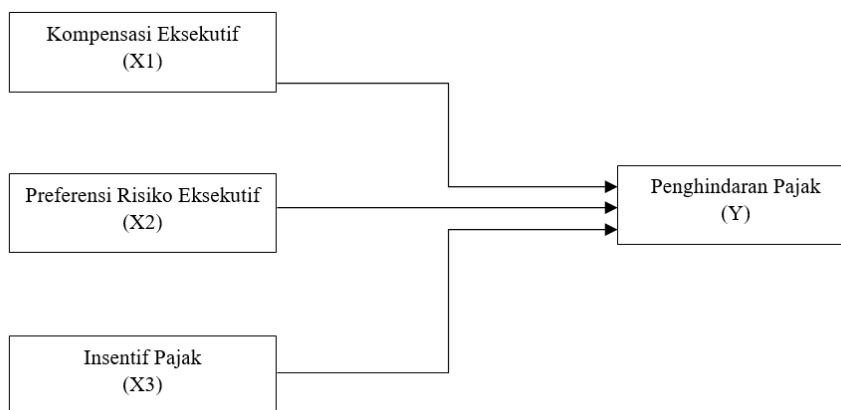 Kompensasi Eksekutif
(X1)
Preferensi Risiko Eksekutif
(X2)
Penghindaran Pajak
(Y)
Insentif Pajak
(X3)